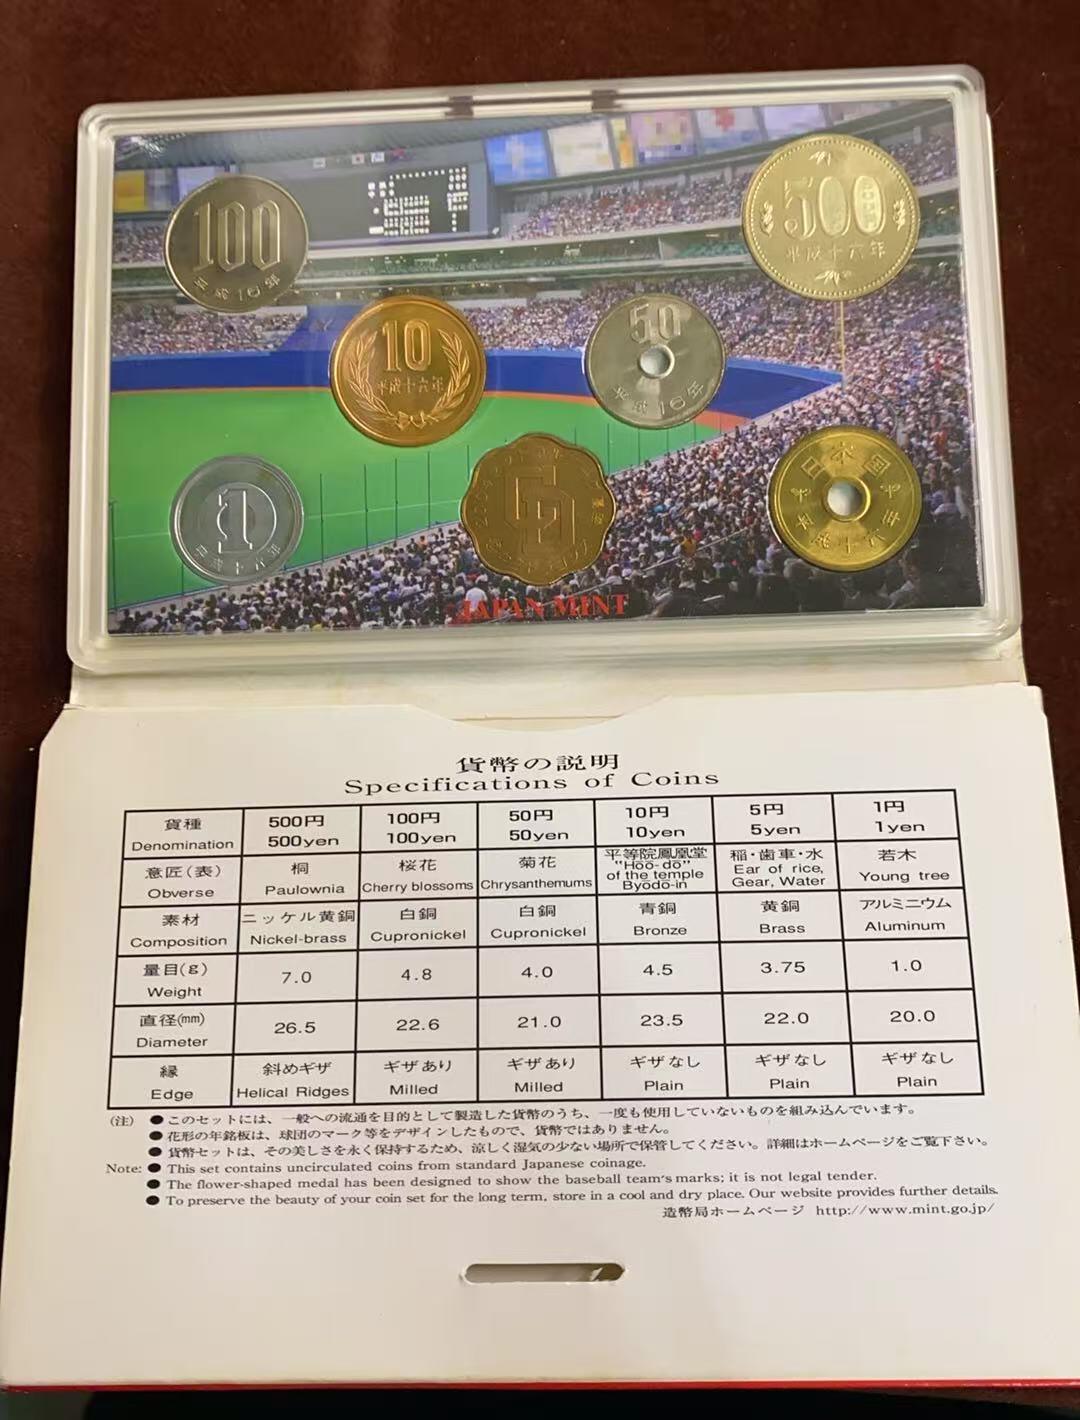 100
平成16年
500
平成十六年
10
平成十六年
50
平成16年
1
平成十六年
CD
日本国
平成十六年
JAPAN MINT
貨幣の説明
Specifications of Coins
貨種 500円 100円 50円 10円 5円 1円
Denomination 500yen 100yen 50yen 10yen 5yen 1yen
意匠(表) 桐 桜花 菊花 平等院鳳凰堂 稲・歯車・水 若木
Obverse Paulownia Cherry blossoms Chrysanthemums "Hōō-dō" of the temple Byōdō-in Ear of rice, Gear, Water Young tree
素材 ニッケル黄銅 白銅 白銅 青銅 黄銅 アルミニウム
Composition Nickel-brass Cupronickel Cupronickel Bronze Brass Aluminum
量目(g) 7.0 4.8 4.0 4.5 3.75 1.0
Weight
直径(㎜) 26.5 22.6 21.0 23.5 22.0 20.0
Diameter
縁 斜めギザ ギザあり ギザあり ギザなし ギザなし ギザなし
Edge Helical Ridges Milled Milled Plain Plain Plain
(注) ●このセットには、一般への流通を目的として製造した貨幣のうち、一度も使用していないものを組み込んでいます。
●花形の年銘板は、球団のマーク等をデザインしたもので、貨幣ではありません。
●貨幣セットは、その美しさを永く保持するため、涼しく湿気の少ない場所で保管してください。詳細はホームページをご覧下さい。
Note: ● This set contains uncirculated coins from standard Japanese coinage.
● The flower-shaped medal has been designed to show the baseball team's marks; it is not legal tender.
● To preserve the beauty of your coin set for the long term, store in a cool and dry place. Our website provides further details.
造幣局ホームページ http://www.mint.go.jp/